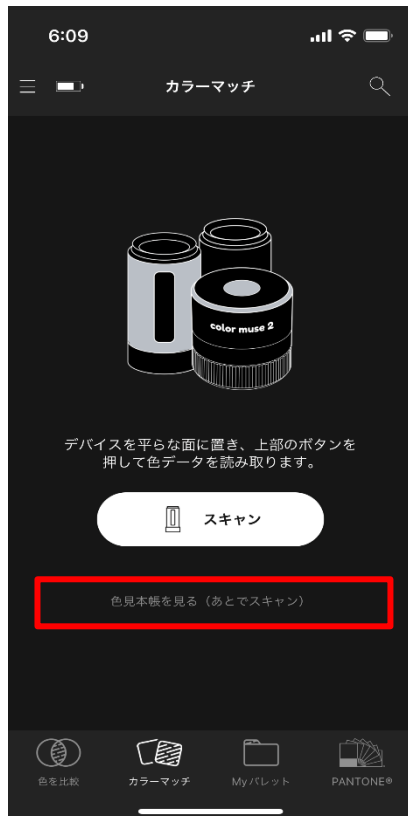 6:09
カラーマッチ
color muse 2
デバイスを平らな面に置き、上部のボタンを
押して色データを読み取ります。
スキャン
色見本帳を見る（あとでスキャン）
色を比較
カラーマッチ
Myパレット
PANTONE®